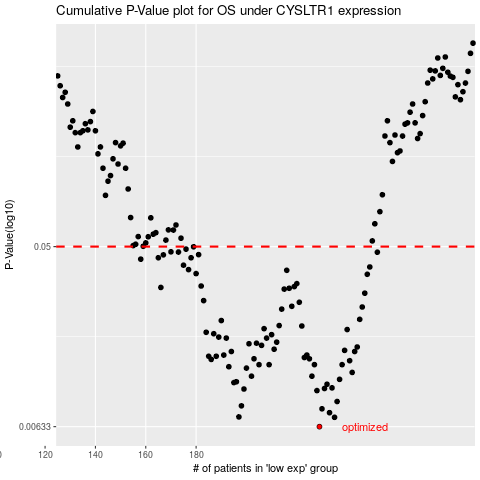 Cumulative P-Value plot for OS under CYSLTR1 expression
P-Value(log10)
0.05
0.00633
optimized
0 120 140 160 180
# of patients in 'low exp' group